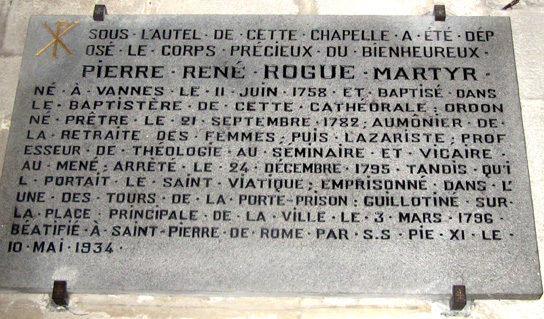 SOUS · L'AUTEL · DE · CETTE · CHAPELLE · A · ÉTÉ · DÉP
OSÉ · LE · CORPS · PRÉCIEUX · DU · BIENHEUREUX ·
PIERRE · RENÉ · ROGUE · MARTYR ·
NÉ · À · VANNES · LE · 11 · JUIN · 1758 · ET · BAPTISÉ · DANS ·
LE · BAPTISTÈRE · DE · CETTE · CATHÉDRALE ; ORDON
NÉ · PRÊTRE · LE · 21 · SEPTEMBRE · 1782, · AUMÔNIER · DE ·
LA · RETRAITE · DES · FEMMES, · PUIS · LAZARISTE, · PROF
ESSEUR · DE · THÉOLOGIE · AU · SÉMINAIRE · ET · VICAIRE ·
AU · MENÉ ; ARRÊTÉ · LE · 24 · DÉCEMBRE · 1795 · TANDIS · QU'I
L · PORTAIT · LE · SAINT · VIATIQUE ; EMPRISONNÉ · DANS · L'
UNE · DES · TOURS · DE · LA · PORTE-PRISON ; GUILLOTINÉ · SUR ·
LA · PLACE · PRINCIPALE · DE · LA · VILLE · LE · 3 · MARS · 1796 ·
BÉATIFIÉ · À · SAINT-PIERRE · DE · ROME · PAR · S.S. · PIE · XI · LE ·
10 · MAI · 1934 ·